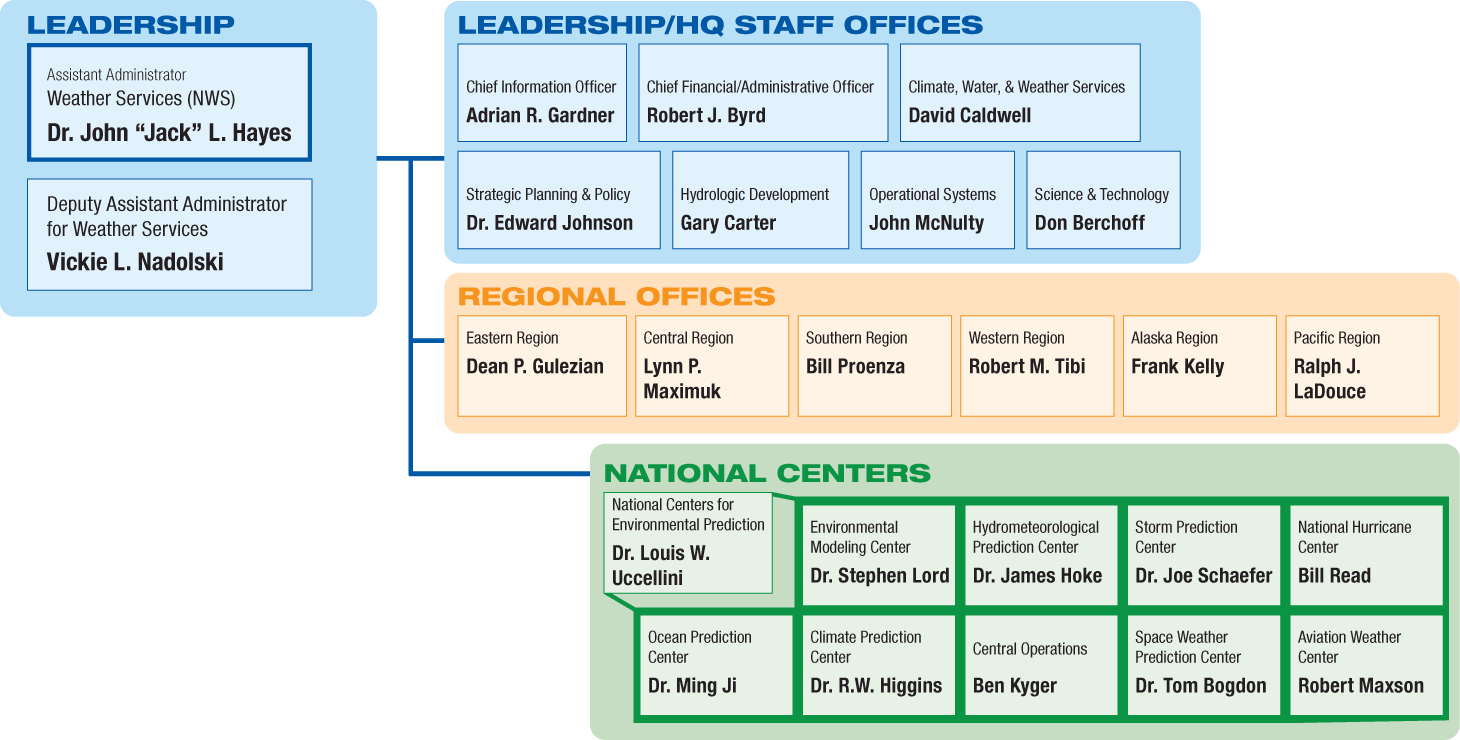 LEADERSHIP
Assistant Administrator
Weather Services (NWS)
Dr. John “Jack” L. Hayes
Deputy Assistant Administrator
for Weather Services
Vickie L. Nadolski
LEADERSHIP/HQ STAFF OFFICES
Chief Information Officer
Adrian R. Gardner
Chief Financial/Administrative Officer
Robert J. Byrd
Climate, Water, & Weather Services
David Caldwell
Strategic Planning & Policy
Dr. Edward Johnson
Hydrologic Development
Gary Carter
Operational Systems
John McNulty
Science & Technology
Don Berchoff
REGIONAL OFFICES
Eastern Region
Dean P. Gulezian
Central Region
Lynn P.
Maximuk
Southern Region
Bill Proenza
Western Region
Robert M. Tibi
Alaska Region
Frank Kelly
Pacific Region
Ralph J.
LaDouce
NATIONAL CENTERS
National Centers for
Environmental Prediction
Dr. Louis W.
Uccellini
Environmental
Modeling Center
Dr. Stephen Lord
Hydrometeorological
Prediction Center
Dr. James Hoke
Storm Prediction
Center
Dr. Joe Schaefer
National Hurricane
Center
Bill Read
Ocean Prediction
Center
Dr. Ming Ji
Climate Prediction
Center
Dr. R.W. Higgins
Central Operations
Ben Kyger
Space Weather
Prediction Center
Dr. Tom Bogdon
Aviation Weather
Center
Robert Maxson